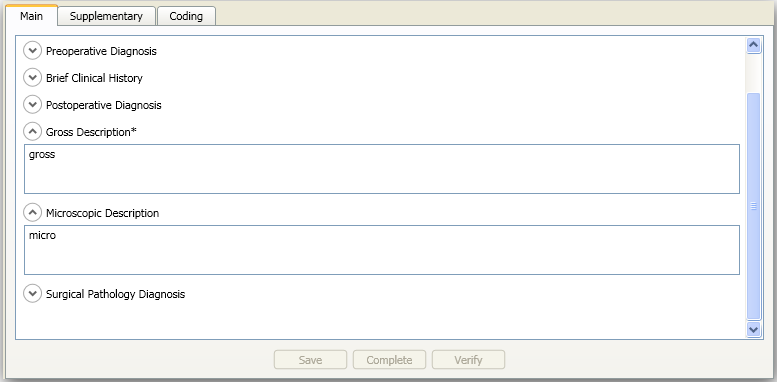 Main Supplementary Coding
Preoperative Diagnosis
Brief Clinical History
Postoperative Diagnosis
Gross Description*
gross
Microscopic Description
micro
Surgical Pathology Diagnosis
Save Complete Verify